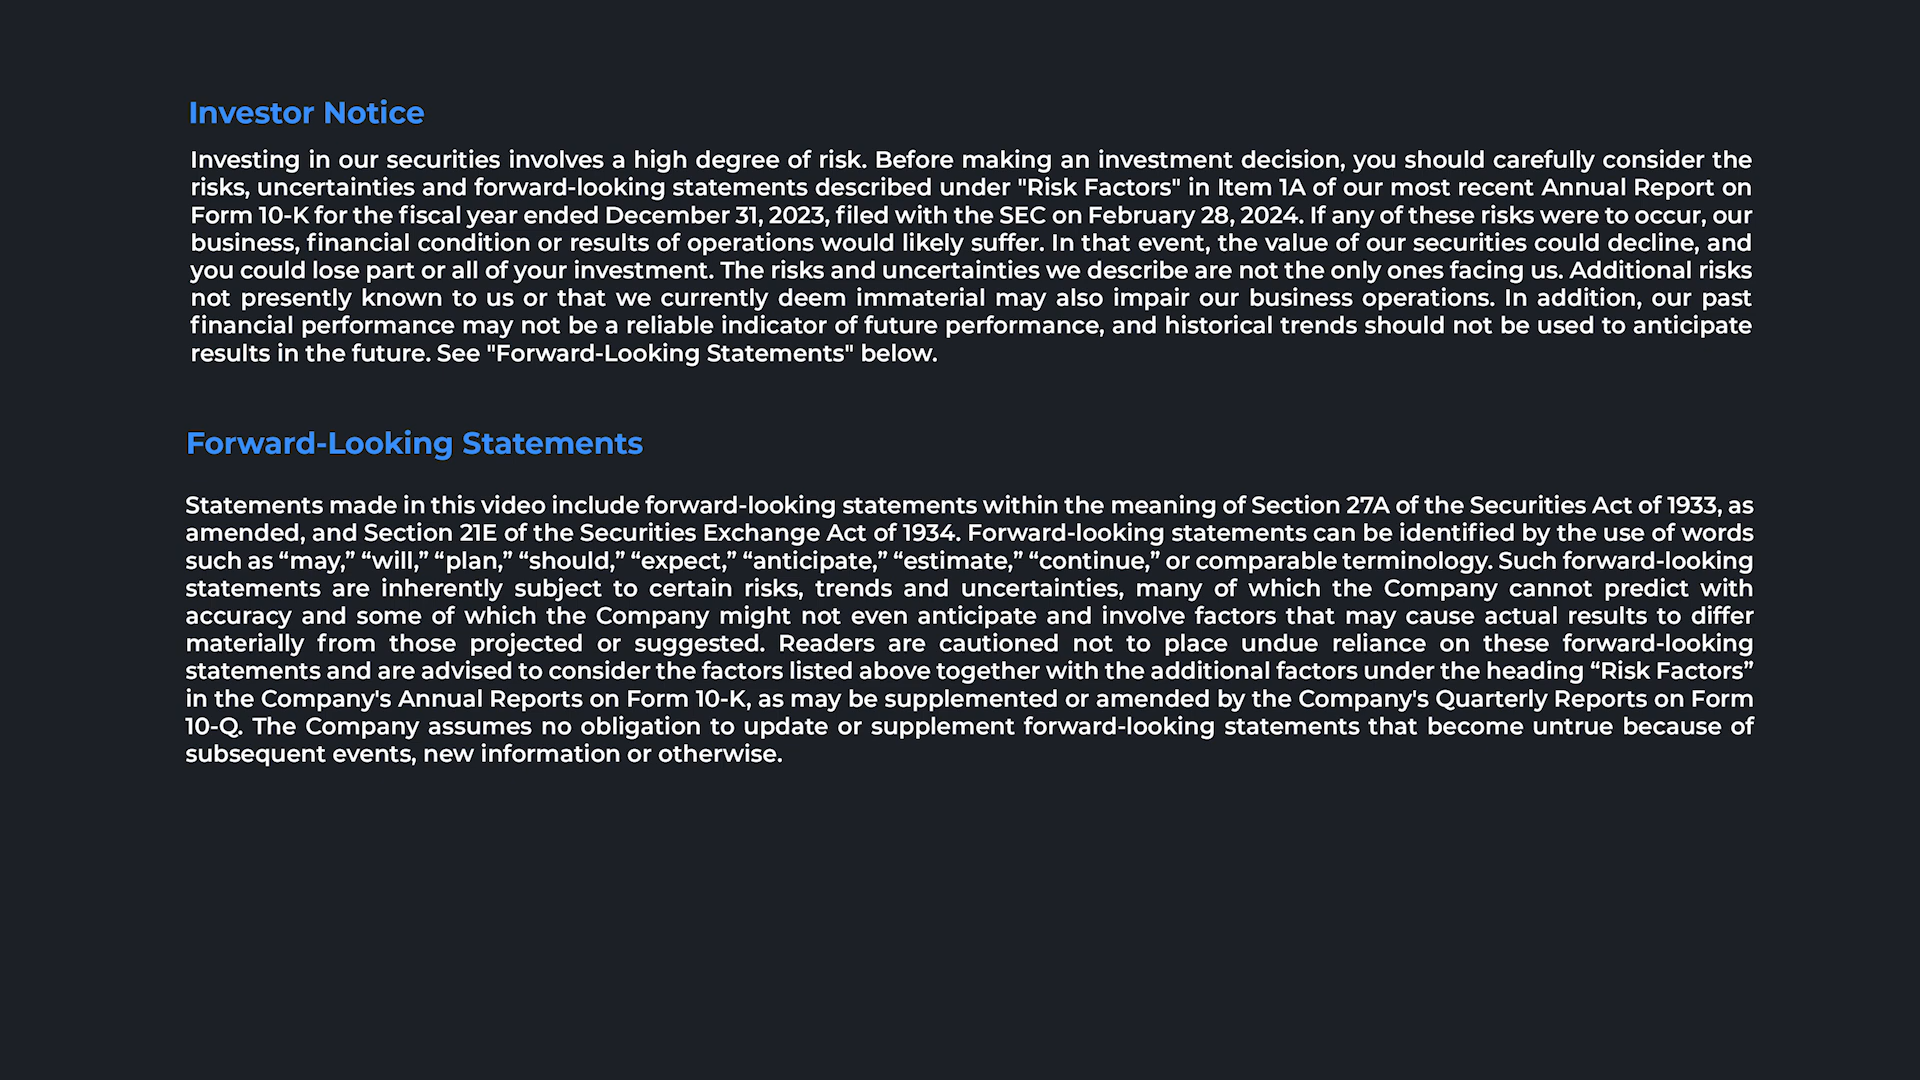 Investor Notice
Investing in our securities involves a high degree of risk. Before making an investment decision, you should carefully consider the
risks, uncertainties and forward-looking statements described under "Risk Factors" in Item 1A of our most recent Annual Report on
Form 10-K for the fiscal year ended December 31, 2023, filed with the SEC on February 28, 2024. If any of these risks were to occur, our
business, financial condition or results of operations would likely suffer. In that event, the value of our securities could decline, and
you could lose part or all of your investment. The risks and uncertainties we describe are not the only ones facing us. Additional risks
not presently known to us or that we currently deem immaterial may also impair our business operations. In addition, our past
financial performance may not be a reliable indicator of future performance, and historical trends should not be used to anticipate
results in the future. See "Forward-Looking Statements" below.
Forward-Looking Statements
Statements made in this video include forward-looking statements within the meaning of Section 27A of the Securities Act of 1933, as
amended, and Section 21E of the Securities Exchange Act of 1934. Forward-looking statements can be identified by the use of words
such as “may,” “will,” “plan,” “should,” “expect,” “anticipate,” “estimate,” “continue,” or comparable terminology. Such forward-looking
statements are inherently subject to certain risks, trends and uncertainties, many of which the Company cannot predict with
accuracy and some of which the Company might not even anticipate and involve factors that may cause actual results to differ
materially from those projected or suggested. Readers are cautioned not to place undue reliance on these forward-looking
statements and are advised to consider the factors listed above together with the additional factors under the heading “Risk Factors”
in the Company's Annual Reports on Form 10-K, as may be supplemented or amended by the Company's Quarterly Reports on Form
10-Q. The Company assumes no obligation to update or supplement forward-looking statements that become untrue because of
subsequent events, new information or otherwise.